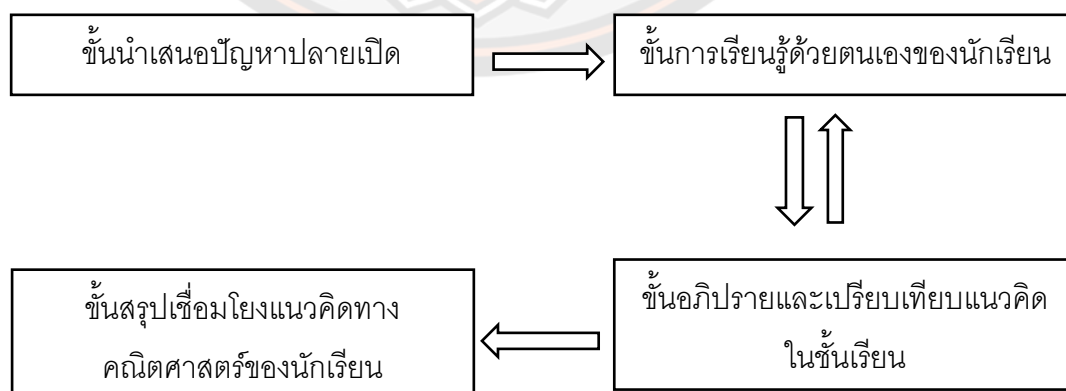 ขั้นนำเสนอปัญหาปลายเปิด
ขั้นการเรียนรู้ด้วยตนเองของนักเรียน
ขั้นอภิปรายและเปรียบเทียบแนวคิด
ในชั้นเรียน
ขั้นสรุปเชื่อมโยงแนวคิดทาง
คณิตศาสตร์ของนักเรียน